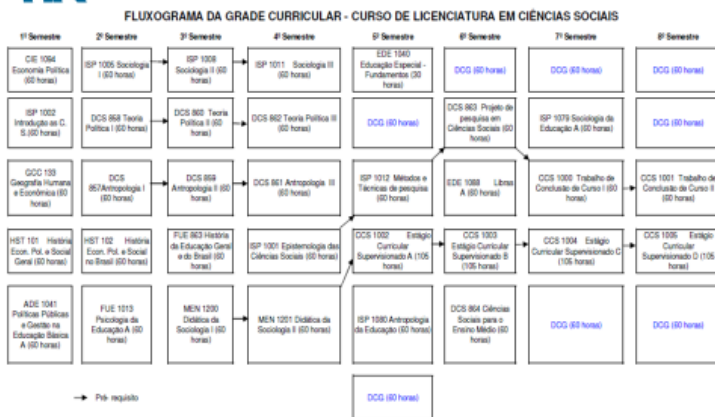 FLUXOGRAMA DA GRADE CURRICULAR - CURSO DE LICENCIATURA EM CIÊNCIAS SOCIAIS
1º Semestre
2º Semestre
3º Semestre
4º Semestre
5º Semestre
6º Semestre
7º Semestre
8º Semestre
CIE 1064
Economia Política
(60 horas)
ISP 1005 Sociologia
I (60 horas)
ISP 1008
Sociologia II (60
horas)
ISP 1011 Sociologia III
(60 horas)
EDE 1040
Educação Especial -
Fundamentos (30
horas)
DCG (60 horas)
DCG (60 horas)
DCG (60 horas)
ISP 1002
Introdução as C.
S.(60 horas)
DCS 858 Teoria
Política I (60 horas)
DCS 860 Teoria
Política II (60
horas)
DCS 862 Teoria Política III
(60 horas)
DCG (60 horas)
DCS 863 Projeto de
pesquisa em
Ciências Sociais (60
horas)
ISP 1079 Sociologia da
Educação A (60 horas)
DCG (60 horas)
GCC 133
Geografia Humana
e Econômica (60
horas)
DCS
857Antropologia I
(60 horas)
DCS 859
Antropologia II (60
horas)
DCS 861 Antropologia III
(60 horas)
ISP 1012 Métodos e
Técnicas de pesquisa
(60 horas)
EDE 1088 Libras
A (60 horas)
CCS 1000 Trabalho de
Conclusão de Curso I (60
horas)
CCS 1001 Trabalho de
Conclusão de Curso II
(60 horas)
HST 101 História
Econ. Pol. e Social
Geral (60 horas)
HST 102 História
Econ. Pol. e Social
no Brasil (60 horas)
FUE 863 História
da Educação Geral
e do Brasil (60
horas)
ISP 1001 Epistemologia das
Ciências Sociais (60 horas)
CCS 1002 Estágio
Curricular
Supervisionado A (105
horas)
CCS 1003
Estágio Curricular
Supervisionado B
(105 horas)
CCS 1004 Estágio
Curricular Supervisionado C
(105 horas)
CCS 1005 Estágio
Curricular
Supervisionado D (105
horas)
ADE 1041
Políticas Públicas
e Gestão na
Educação Básica
A (60 horas)
FUE 1013
Psicologia da
Educação A (60
horas)
MEN 1200
Didática da
Sociologia I (60
horas)
MEN 1201 Didática da
Sociologia II (60 horas)
ISP 1080 Antropologia
da Educação (60 horas)
DCS 864 Ciências
Sociais para o
Ensino Médio (60
horas)
DCG (60 horas)
DCG (60 horas)
Pré- requisito
DCG (60 horas)